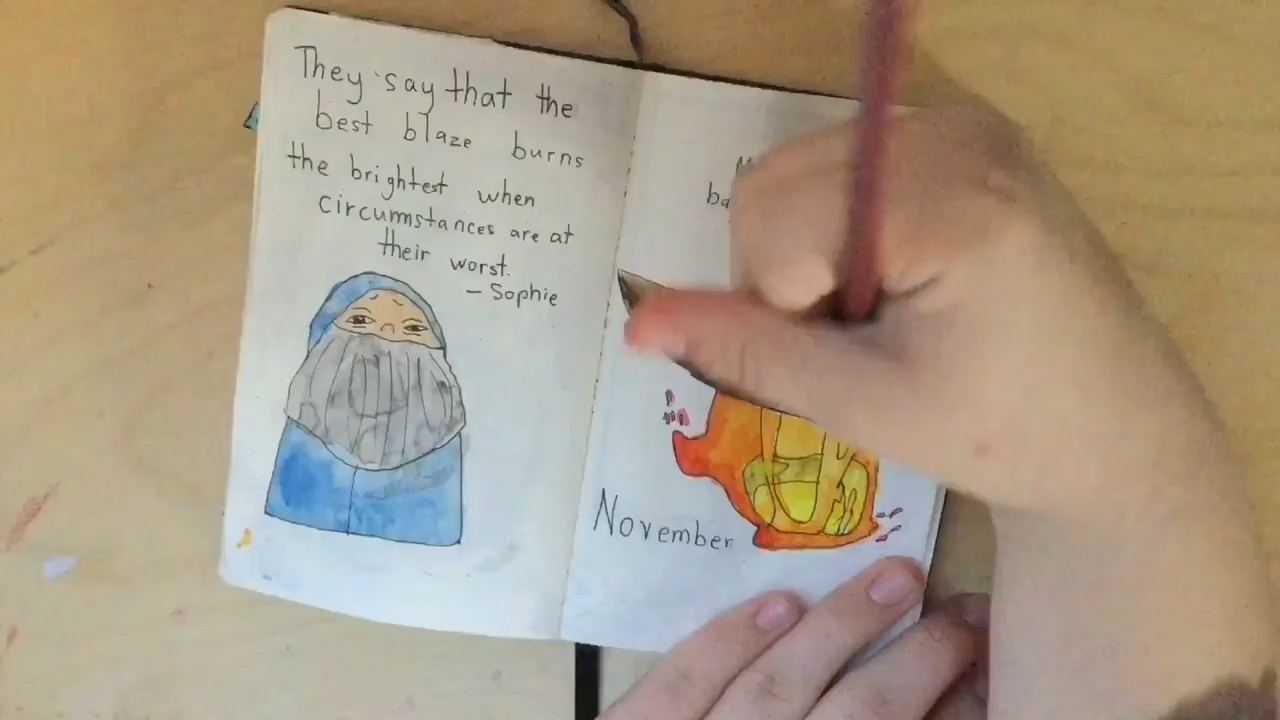 They say that the
best blaze burns
the brightest when
circumstances are at
their worst.
- Sophie
November